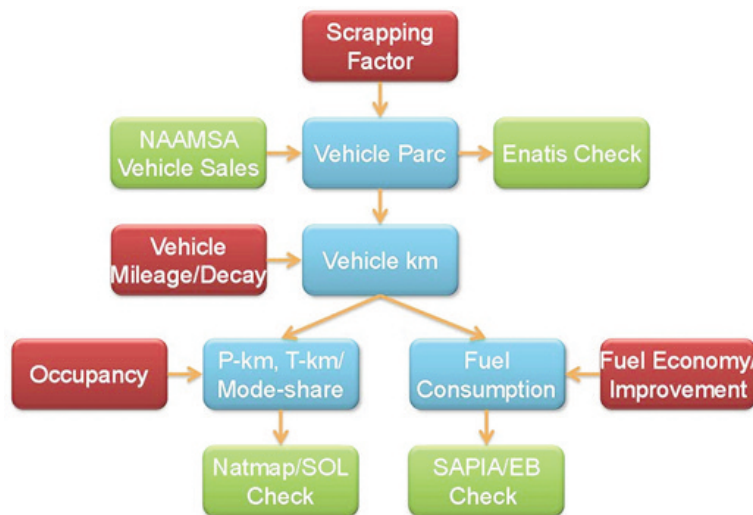 Scrapping
Factor
NAAMSA
Vehicle Sales
Vehicle Parc
Enatis Check
Vehicle
Mileage/Decay
Vehicle km
Occupancy
P-km, T-km/
Mode-share
Fuel
Consumption
Fuel Economy/
Improvement
Natmap/SOL
Check
SAPIA/EB
Check